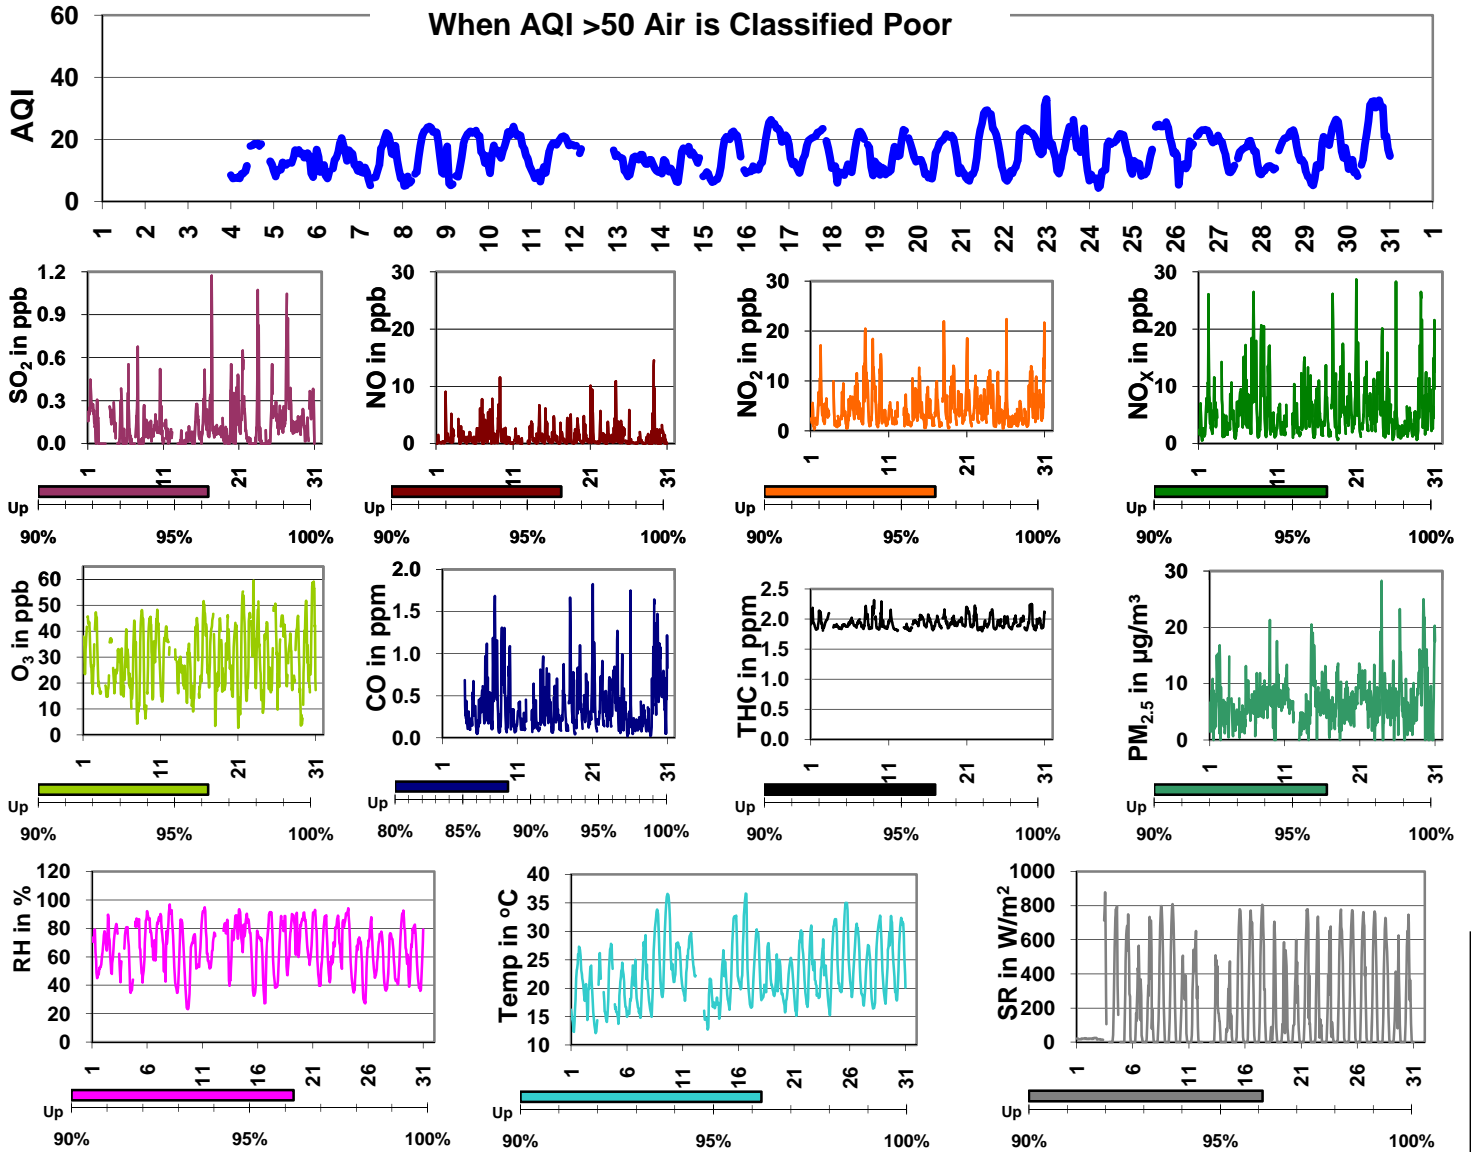 When AQI >50 Air is Classified Poor
AQI
60
40
20
0
1 2 3 4 5 6 7 8 9 10 11 12 13 14 15 16 17 18 19 20 21 22 23 24 25 26 27 28 29 30 31 1
SO2 in ppb
1.2
0.9
0.6
0.3
0.0
1 11 21 31
Up
90% 95% 100%
NO in ppb
30
20
10
0
1 11 21 31
Up
90% 95% 100%
NO2 in ppb
30
20
10
0
1 11 21 31
Up
90% 95% 100%
NOX in ppb
30
20
10
0
1 11 21 31
Up
90% 95% 100%
O3 in ppb
60
50
40
30
20
10
0
1 11 21 31
Up
90% 95% 100%
CO in ppm
2.0
1.5
1.0
0.5
0.0
1 11 21 31
Up
80% 85% 90% 95% 100%
THC in ppm
2.5
2.0
1.5
1.0
0.5
0.0
1 11 21 31
Up
90% 95% 100%
PM2.5 in µg/m³
30
20
10
0
1 11 21 31
Up
90% 95% 100%
RH in %
120
100
80
60
40
20
0
1 6 11 16 21 26 31
Up
90% 95% 100%
Temp in ºC
40
35
30
25
20
15
10
1 6 11 16 21 26 31
Up
90% 95% 100%
SR in W/m2
1000
800
600
400
200
0
1 6 11 16 21 26 31
Up
90% 95% 100%